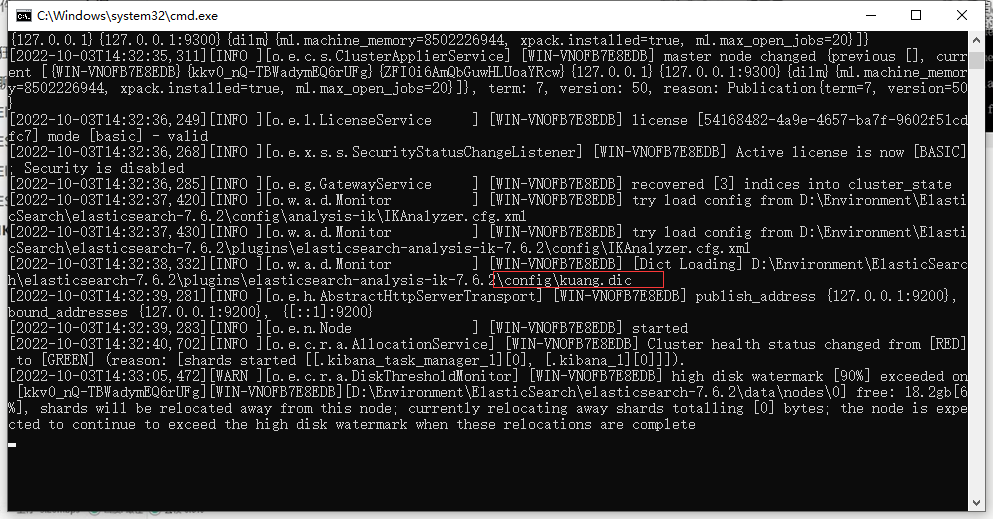 C:\Windows\system32\cmd.exe
{127.0.0.1}{127.0.0.1:9300}{dilm}{ml.machine_memory=8502226944, xpack.installed=true, ml.max_open_jobs=20}]}
[2022-10-03T14:32:35,311][INFO ][o.e.c.s.ClusterApplierService] [WIN-VNOFB7E8EDB] master node changed {previous [], curr
ent [{WIN-VNOFB7E8EDB}{kkv0_nQ-TBWadymEQ6rUFg}{ZFIOi6AmQbGuwHLUoaYRcw}{127.0.0.1}{127.0.0.1:9300}{dilm}{ml.machine_memor
y=8502226944, xpack.installed=true, ml.max_open_jobs=20}]}, term: 7, version: 50, reason: Publication{term=7, version=50
}
[2022-10-03T14:32:36,249][INFO ][o.e.l.LicenseService     ] [WIN-VNOFB7E8EDB] license [54168482-4a9e-4657-ba7f-9602f51cd
fc7] mode [basic] - valid
[2022-10-03T14:32:36,268][INFO ][o.e.x.s.s.SecurityStatusChangeListener] [WIN-VNOFB7E8EDB] Active license is now [BASIC]
; Security is disabled
[2022-10-03T14:32:36,285][INFO ][o.e.g.GatewayService     ] [WIN-VNOFB7E8EDB] recovered [3] indices into cluster_state
[2022-10-03T14:32:37,420][INFO ][o.w.a.d.Monitor          ] [WIN-VNOFB7E8EDB] try load config from D:\Environment\Elasti
cSearch\elasticsearch-7.6.2\config\analysis-ik\IKAnalyzer.cfg.xml
[2022-10-03T14:32:37,430][INFO ][o.w.a.d.Monitor          ] [WIN-VNOFB7E8EDB] try load config from D:\Environment\Elasti
cSearch\elasticsearch-7.6.2\plugins\elasticsearch-analysis-ik-7.6.2\config\IKAnalyzer.cfg.xml
[2022-10-03T14:32:38,332][INFO ][o.w.a.d.Monitor          ] [WIN-VNOFB7E8EDB] [Dict Loading] D:\Environment\ElasticSearc
h\elasticsearch-7.6.2\plugins\elasticsearch-analysis-ik-7.6.2\config\kuang.dic
[2022-10-03T14:32:39,281][INFO ][o.e.h.AbstractHttpServerTransport] [WIN-VNOFB7E8EDB] publish_address {127.0.0.1:9200},
bound_addresses {127.0.0.1:9200}, {[::1]:9200}
[2022-10-03T14:32:39,283][INFO ][o.e.n.Node               ] [WIN-VNOFB7E8EDB] started
[2022-10-03T14:32:40,702][INFO ][o.e.c.r.a.AllocationService] [WIN-VNOFB7E8EDB] Cluster health status changed from [RED]
 to [GREEN] (reason: [shards started [[.kibana_task_manager_1][0], [.kibana_1][0]]]).
[2022-10-03T14:33:05,472][WARN ][o.e.c.r.a.DiskThresholdMonitor] [WIN-VNOFB7E8EDB] high disk watermark [90%] exceeded on
 [kkv0_nQ-TBWadymEQ6rUFg][WIN-VNOFB7E8EDB][D:\Environment\ElasticSearch\elasticsearch-7.6.2\data\nodes\0] free: 18.2gb[6
%], shards will be relocated away from this node; currently relocating away shards totalling [0] bytes; the node is expe
cted to continue to exceed the high disk watermark when these relocations are complete